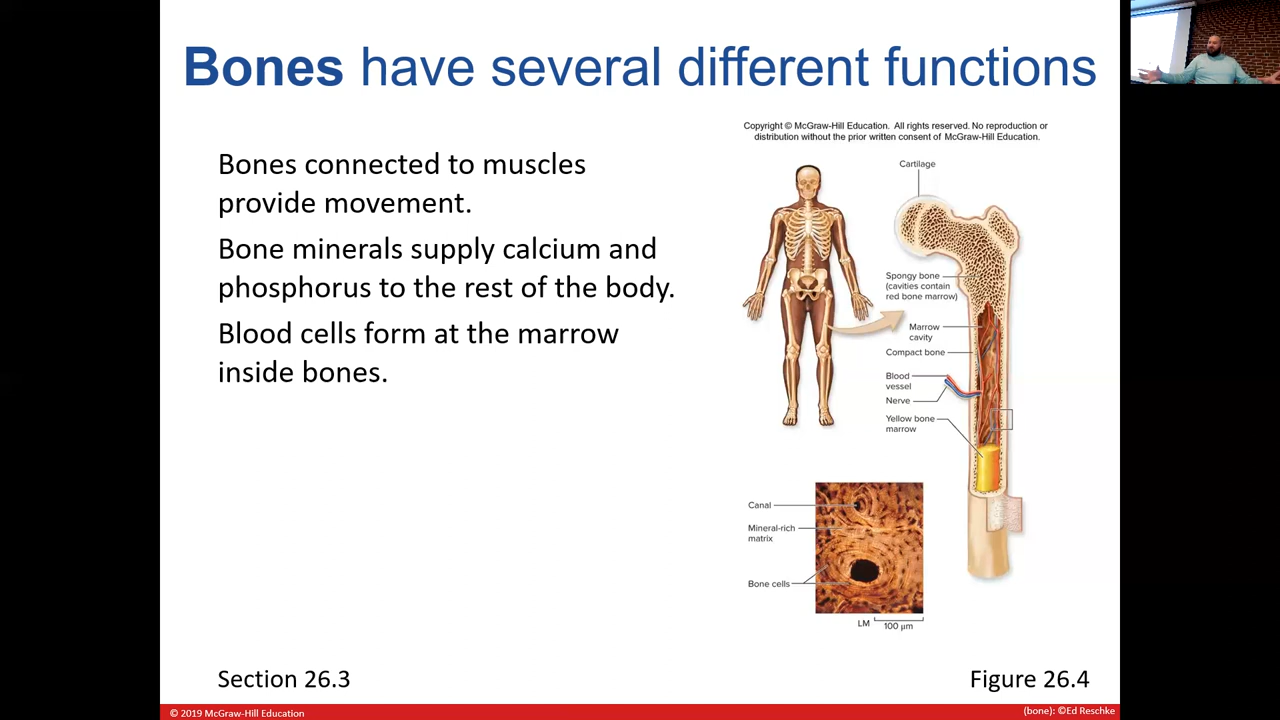 Bones have several different functions
Copyright © McGraw-Hill Education. All rights reserved. No reproduction or
distribution without the prior written consent of McGraw-Hill Education.
Bones connected to muscles
provide movement.
Bone minerals supply calcium and
phosphorus to the rest of the body.
Blood cells form at the marrow
inside bones.
Cartilage
Spongy bone
(cavities contain
red bone marrow)
Marrow
cavity
Compact bone
Blood
vessel
Nerve
Yellow bone
marrow
Canal
Mineral-rich
matrix
Bone cells
LM
100 µm
Section 26.3
Figure 26.4
© 2019 McGraw-Hill Education
(bone): ©Ed Reschke